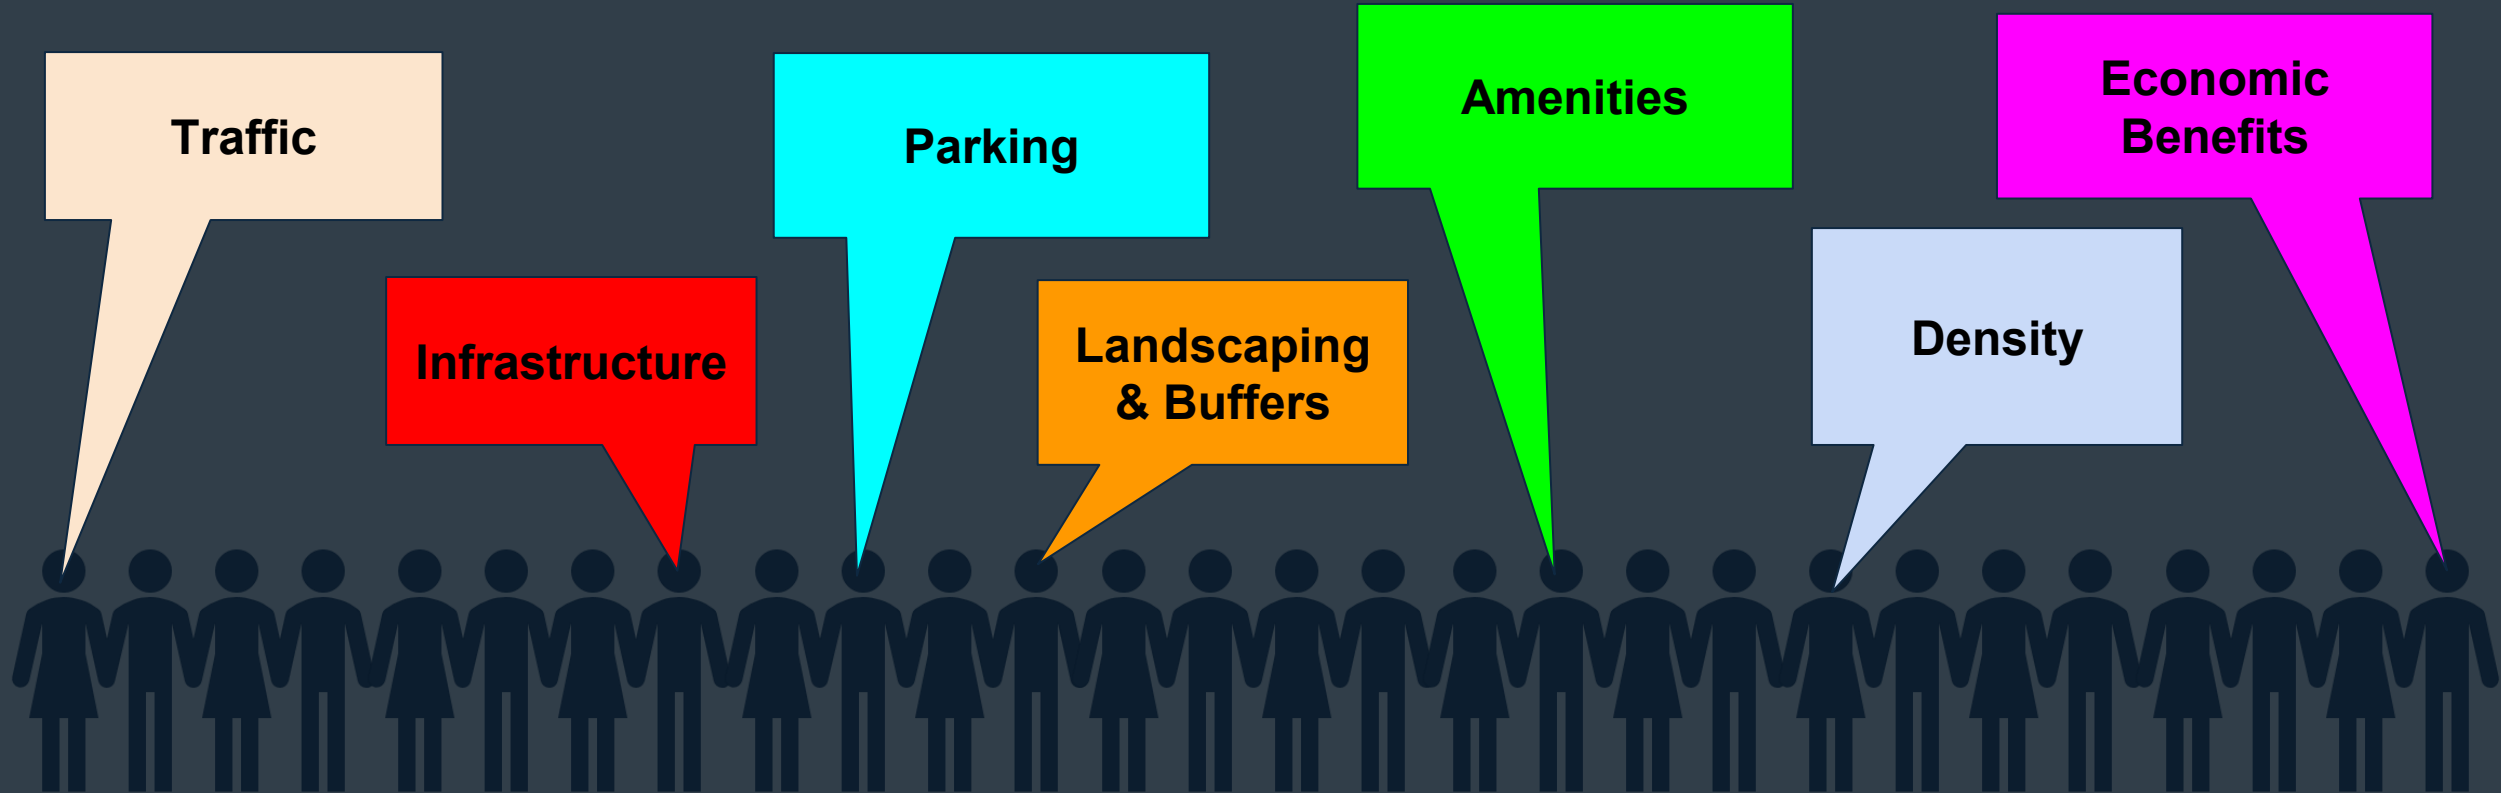 Traffic
Infrastructure
Parking
Landscaping
& Buffers
Amenities
Density
Economic
Benefits